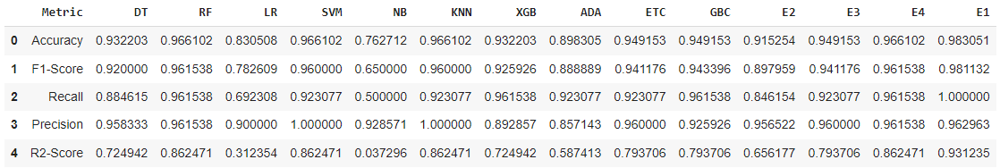 Metric DT RF LR SVM NB KNN XGB ADA ETC GBC E2 E3 E4 E1
0 Accuracy 0.932203 0.966102 0.830508 0.966102 0.762712 0.966102 0.932203 0.898305 0.949153 0.949153 0.915254 0.949153 0.966102 0.983051
1 F1-Score 0.920000 0.961538 0.782609 0.960000 0.650000 0.960000 0.925926 0.888889 0.941176 0.943396 0.897959 0.941176 0.961538 0.981132
2 Recall 0.884615 0.961538 0.692308 0.923077 0.500000 0.923077 0.961538 0.923077 0.923077 0.961538 0.846154 0.923077 0.961538 1.000000
3 Precision 0.958333 0.961538 0.900000 1.000000 0.928571 1.000000 0.892857 0.857143 0.960000 0.925926 0.956522 0.960000 0.961538 0.962963
4 R2-Score 0.724942 0.862471 0.312354 0.862471 0.037296 0.862471 0.724942 0.587413 0.793706 0.793706 0.656177 0.793706 0.862471 0.931235